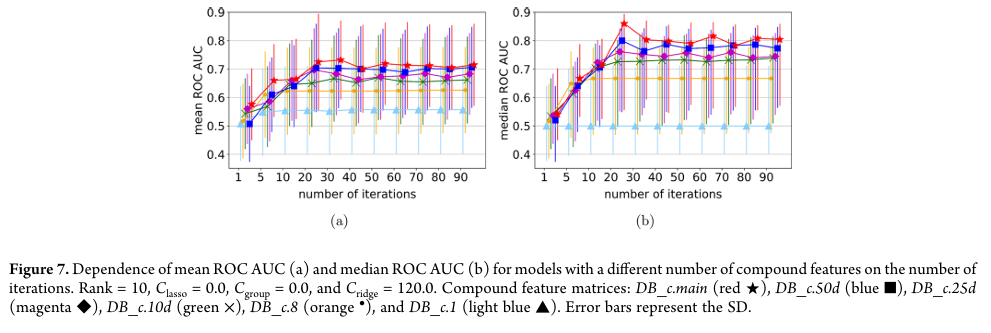 0.9
0.8
0.7
0.6
0.5
0.4
mean ROC AUC
1 5 10 20 30 40 50 60 70 80 90
number of iterations
(a)
0.9
0.8
0.7
0.6
0.5
0.4
median ROC AUC
1 5 10 20 30 40 50 60 70 80 90
number of iterations
(b)
Figure 7. Dependence of mean ROC AUC (a) and median ROC AUC (b) for models with a different number of compound features on the number of
iterations. Rank = 10, Classo = 0.0, Cgroup = 0.0, and Cridge = 120.0. Compound feature matrices: DB_c.main (red ★), DB_c.50d (blue ■), DB_c.25d
(magenta ◆), DB_c.10d (green ×), DB_c.8 (orange •), and DB_c.1 (light blue ▲). Error bars represent the SD.